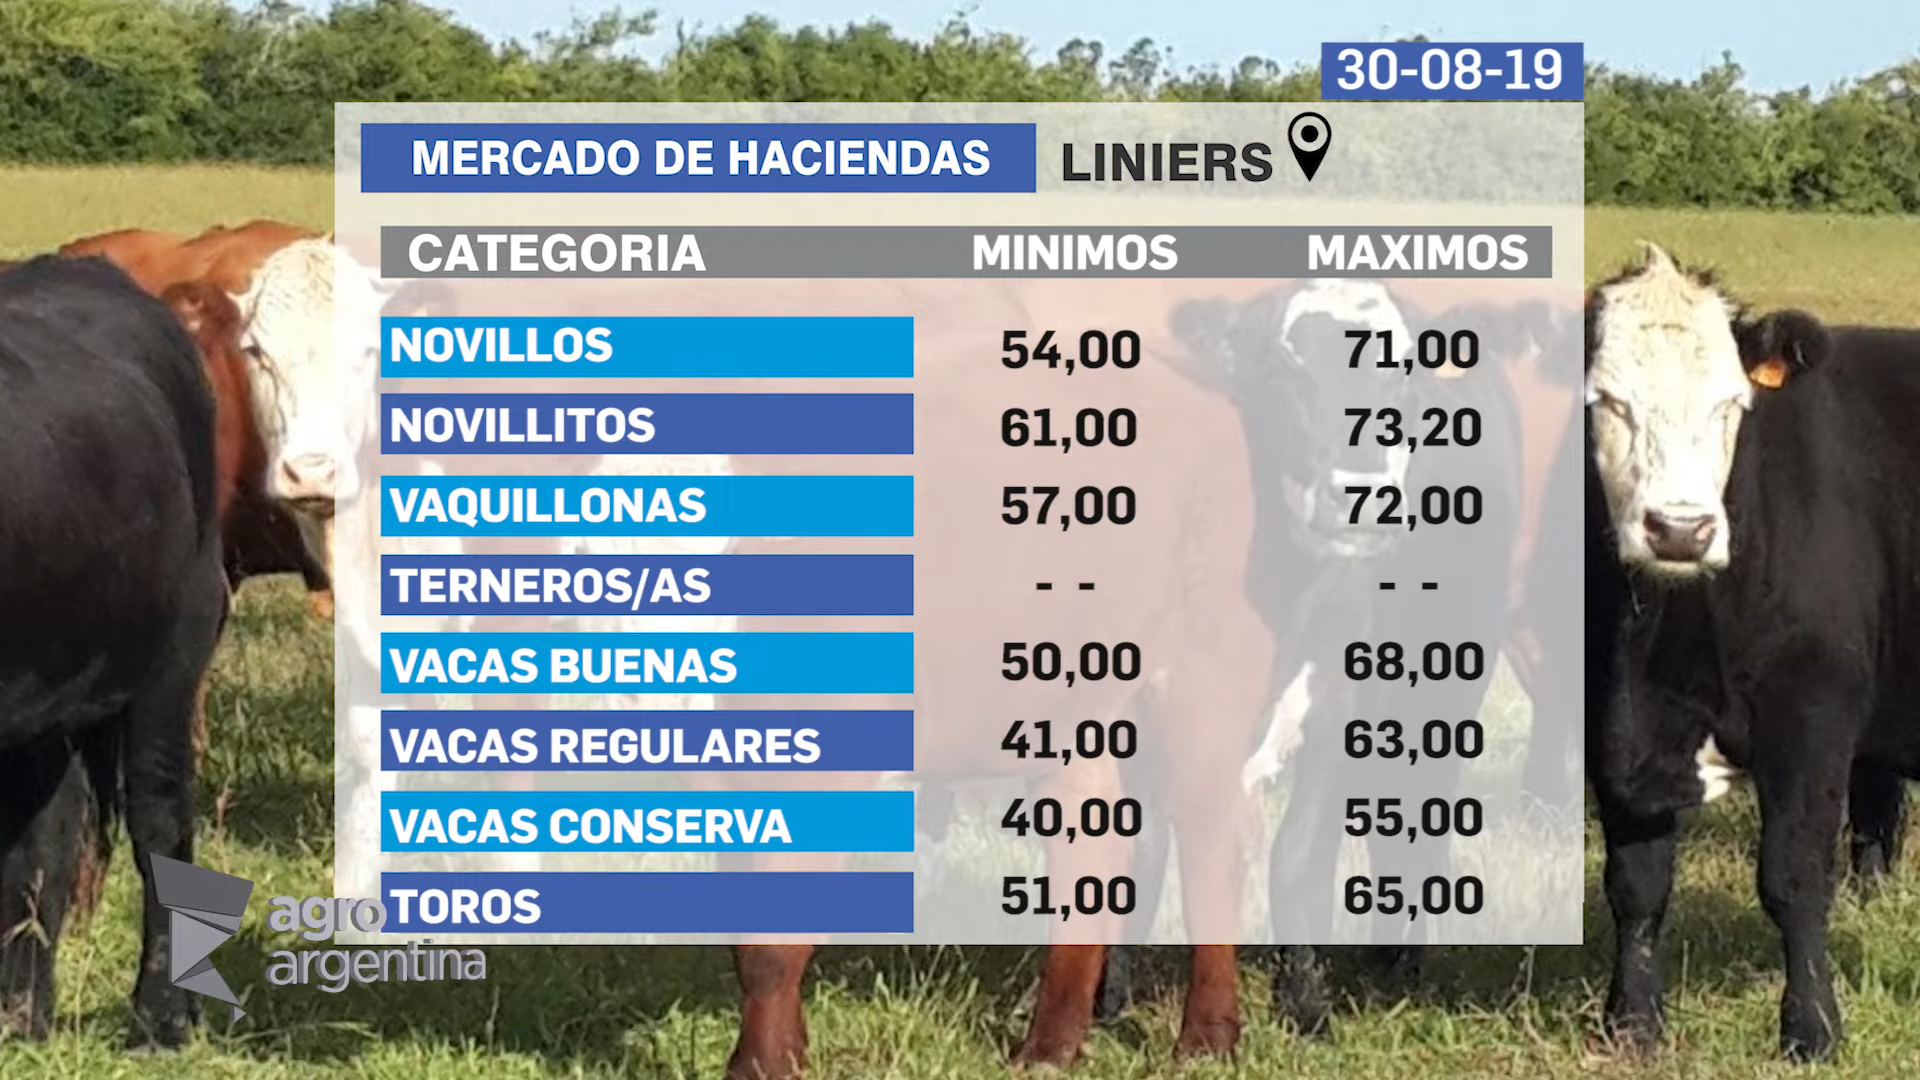 30-08-19
MERCADO DE HACIENDAS LINIERS
CATEGORIA MINIMOS MAXIMOS
NOVILLOS 54,00 71,00
NOVILLITOS 61,00 73,20
VAQUILLONAS 57,00 72,00
TERNEROS/AS - - - -
VACAS BUENAS 50,00 68,00
VACAS REGULARES 41,00 63,00
VACAS CONSERVA 40,00 55,00
TOROS 51,00 65,00
agro
argentina